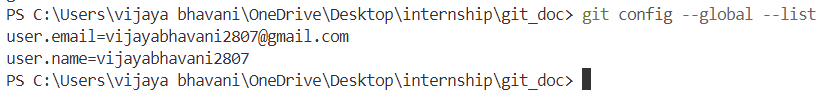 PS C:\Users\vijaya bhavani\OneDrive\Desktop\internship\git_doc> git config --global --list
user.email=vijayabhavani2807@gmail.com
user.name=vijayabhavani2807
PS C:\Users\vijaya bhavani\OneDrive\Desktop\internship\git_doc>